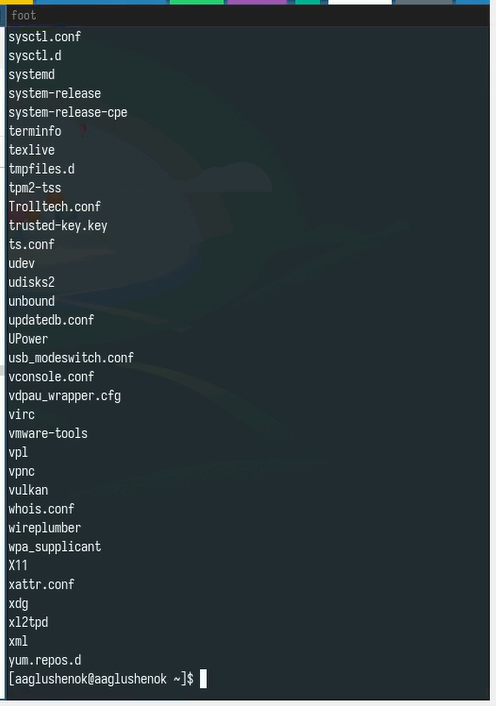 foot
sysctl.conf
sysctl.d
systemd
system-release
system-release-cpe
terminfo
texlive
tmpfiles.d
tpm2-tss
Trolltech.conf
trusted-key.key
ts.conf
udev
udisks2
unbound
updatedb.conf
UPower
usb_modeswitch.conf
vconsole.conf
vdpau_wrapper.cfg
virc
vmware-tools
vpl
vpnc
vulkan
whois.conf
wireplumber
wpa_supplicant
X11
xattr.conf
xdg
xl2tpd
xml
yum.repos.d
[aaglushenok@aaglushenok ~]$